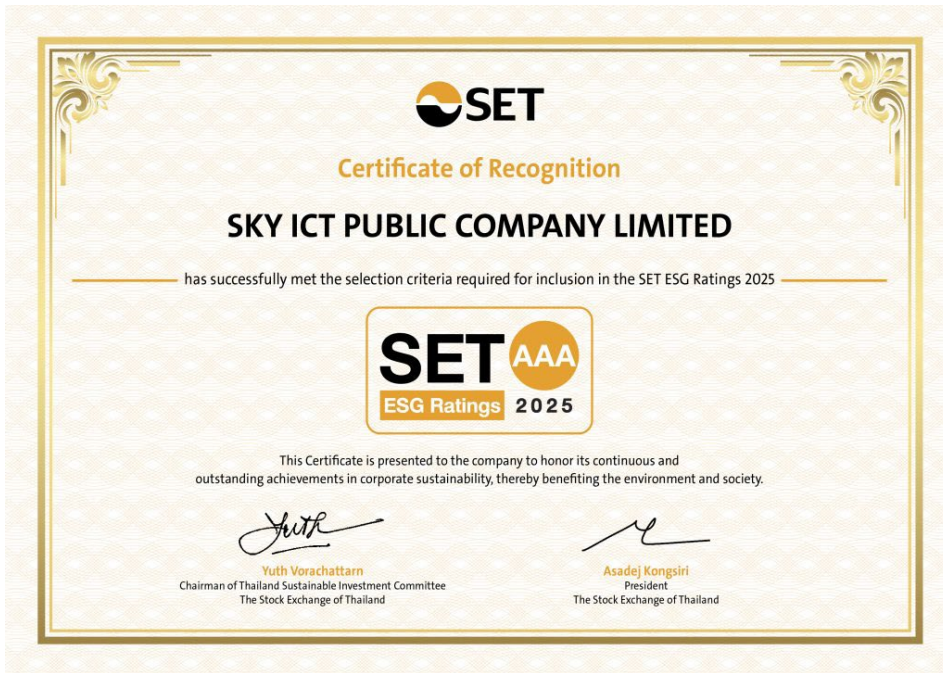 SET
Certificate of Recognition
SKY ICT PUBLIC COMPANY LIMITED
has successfully met the selection criteria required for inclusion in the SET ESG Ratings 2025
SET AAA
ESG Ratings 2025
This Certificate is presented to the company to honor its continuous and
outstanding achievements in corporate sustainability, thereby benefiting the environment and society.
Yuth
Yuth Vorachattarn
Chairman of Thailand Sustainable Investment Committee
The Stock Exchange of Thailand
Asadej Kongsiri
President
The Stock Exchange of Thailand